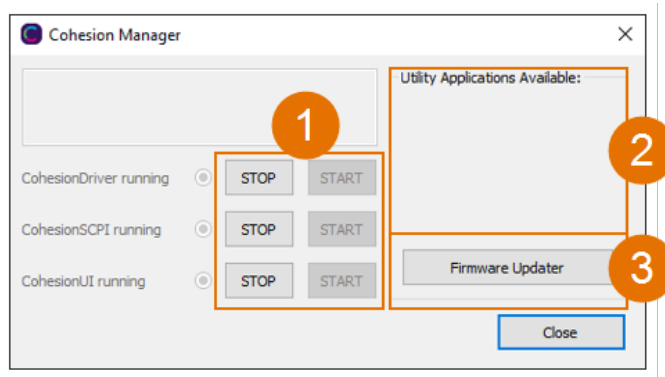 Cohesion Manager
Utility Applications Available:
1
2
CohesionDriver running STOP START
CohesionSCPI running STOP START
CohesionUI running STOP START
Firmware Updater
3
Close